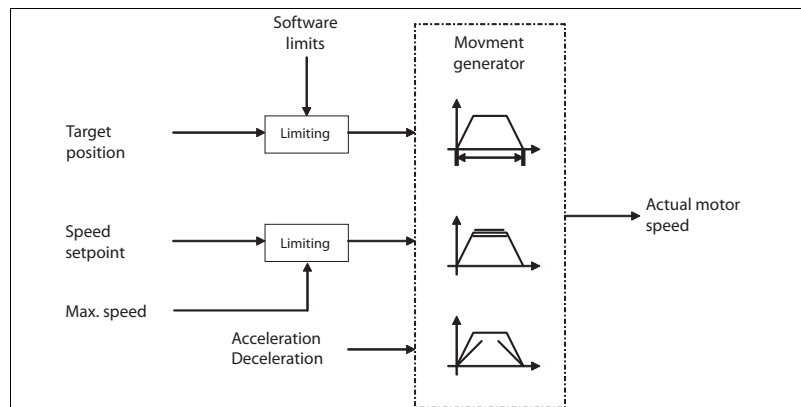 Software
limits
Movment
generator
Target
position
Limiting
Actual motor
speed
Speed
setpoint
Limiting
Max. speed
Acceleration
Deceleration